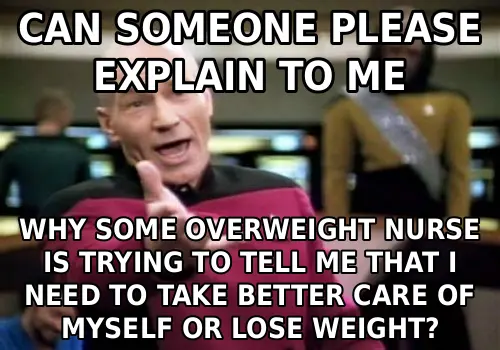 CAN SOMEONE PLEASE
EXPLAIN TO ME
WHY SOME OVERWEIGHT NURSE
IS TRYING TO TELL ME THAT I
NEED TO TAKE BETTER CARE OF
MYSELF OR LOSE WEIGHT?